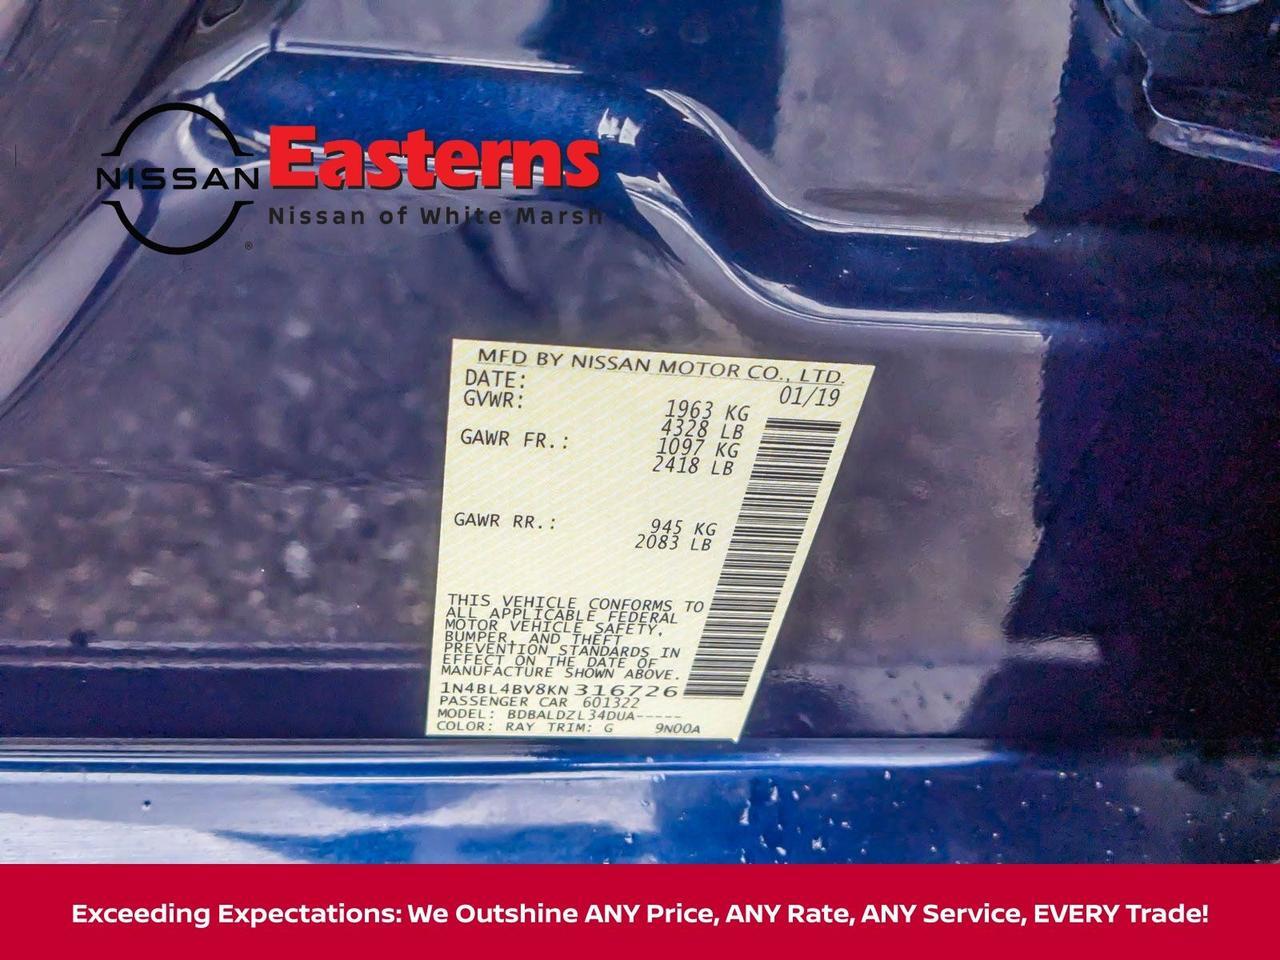 NISSAN
®
Easterns
Nissan of White Marsh
MFD BY NISSAN MOTOR CO., LTD.
DATE: 01/19
GVWR: 1963 KG
4328 LB
GAWR FR.: 1097 KG
2418 LB
GAWR RR.: 945 KG
2083 LB
THIS VEHICLE CONFORMS TO
ALL APPLICABLE FEDERAL
MOTOR VEHICLE SAFETY,
BUMPER, AND THEFT
PREVENTION STANDARDS IN
EFFECT ON THE DATE OF
MANUFACTURE SHOWN ABOVE.
1N4BL4BV8KN316726
PASSENGER CAR 601322
MODEL: BDBALDZL34DUA-----
COLOR: RAY TRIM: G 9N00A
Exceeding Expectations: We Outshine ANY Price, ANY Rate, ANY Service, EVERY Trade!